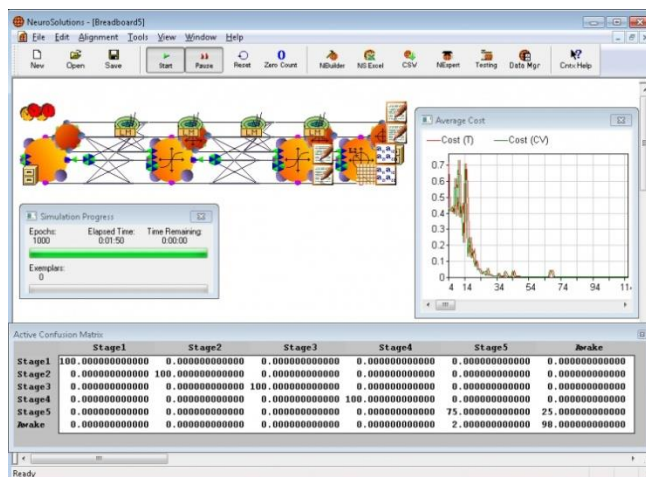 NeuroSolutions - [Breadboard5]
File Edit Alignment Tools View Window Help
New Open Save Start Pause Reset Zero Count NBuilder NS Excel CSV NExpert Testing Data Mgr Cntx Help
Average Cost
Cost (T) Cost (CV)
0.7
0.6
0.5
0.4
0.3
0.2
0.1
0
4 14 34 54 74 94 114
Simulation Progress
Epochs: Elapsed Time: Time Remaining:
1000 0:01:50 0:00:00
Exemplars:
0
Active Confusion Matrix
Stage1 Stage2 Stage3 Stage4 Stage5 Awake
Stage1 100.000000000000 0.000000000000 0.000000000000 0.000000000000 0.000000000000 0.000000000000
Stage2 0.000000000000 100.000000000000 0.000000000000 0.000000000000 0.000000000000 0.000000000000
Stage3 0.000000000000 0.000000000000 100.000000000000 0.000000000000 0.000000000000 0.000000000000
Stage4 0.000000000000 0.000000000000 0.000000000000 100.000000000000 0.000000000000 0.000000000000
Stage5 0.000000000000 0.000000000000 0.000000000000 0.000000000000 75.000000000000 25.000000000000
Awake 0.000000000000 0.000000000000 0.000000000000 0.000000000000 2.000000000000 98.000000000000
Ready